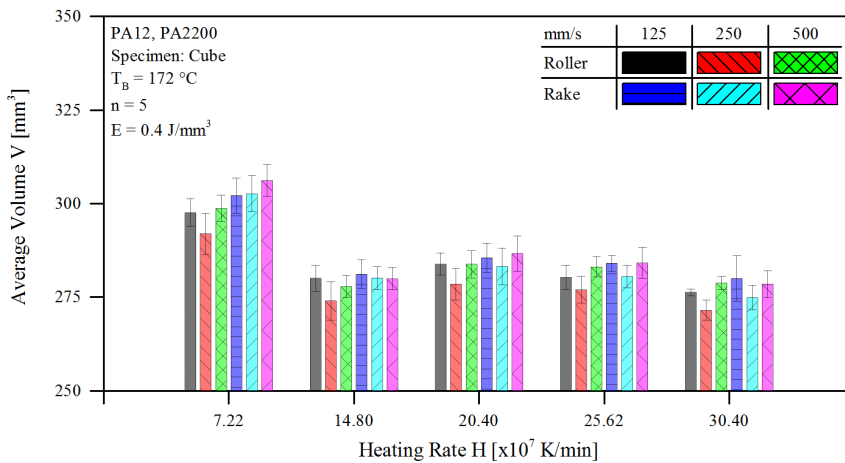 PA12, PA2200
Specimen: Cube
T_B = 172 °C
n = 5
E = 0.4 J/mm³
mm/s 125 250 500
Roller
Rake
Average Volume V [mm³]
350
325
300
275
250
7.22 14.80 20.40 25.62 30.40
Heating Rate H [x10⁷ K/min]